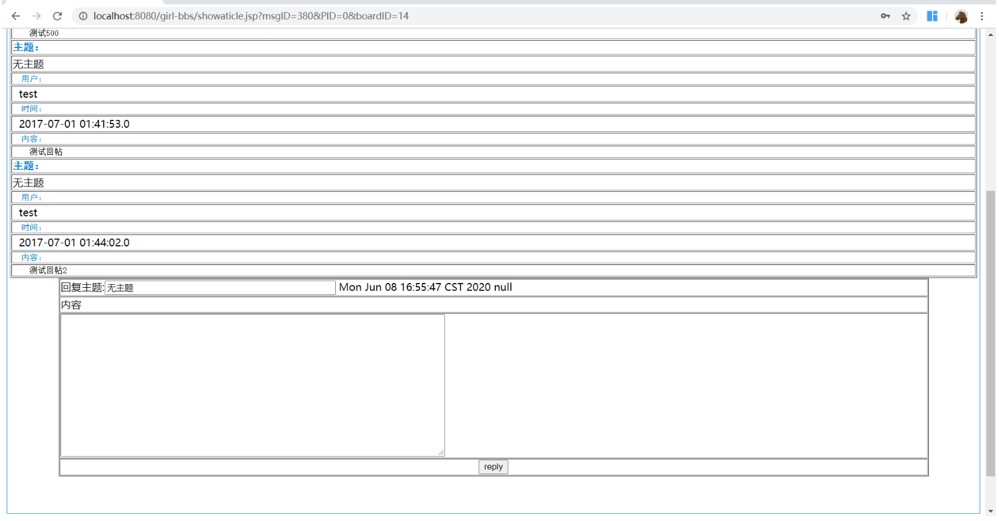 localhost:8080/girl-bbs/showaticle.jsp?msgID=380&PID=0&boardID=14
测试500
主题：
无主题
用户：
test
时间：
2017-07-01 01:41:53.0
内容：
测试回帖
主题：
无主题
用户：
test
时间：
2017-07-01 01:44:02.0
内容：
测试回帖2
回复主题:无主题 Mon Jun 08 16:55:47 CST 2020 null
内容
reply